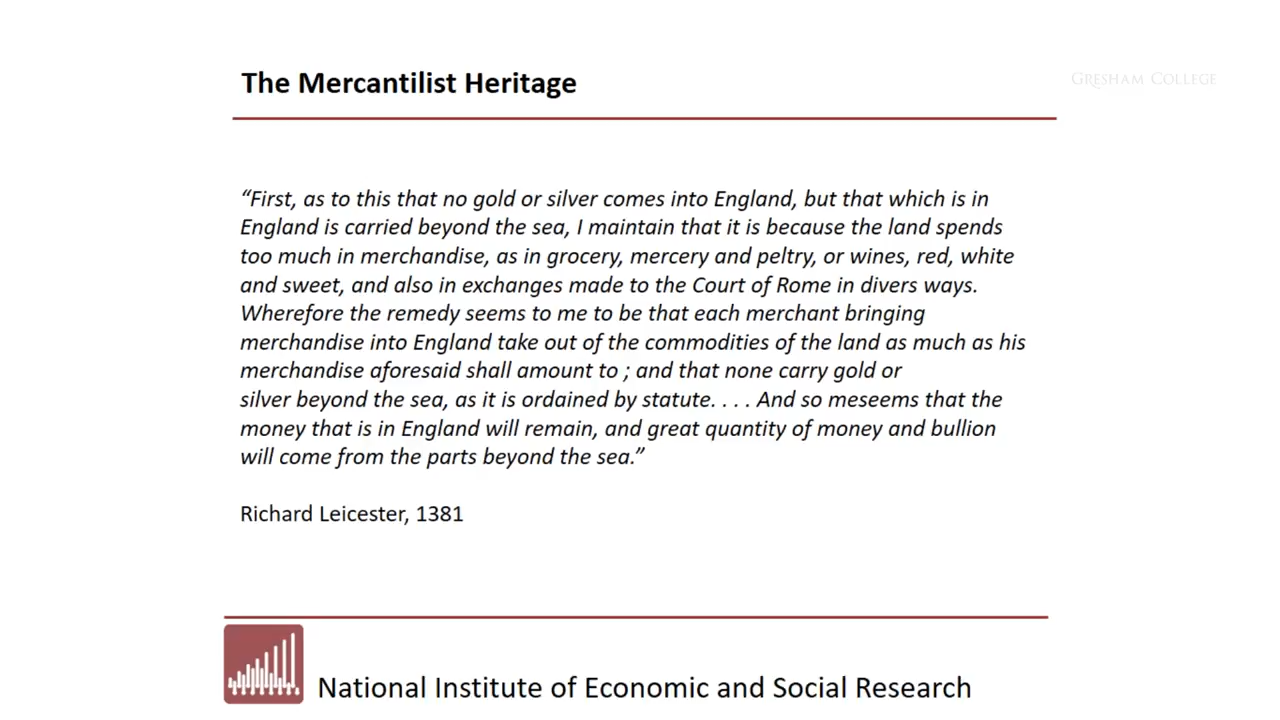 The Mercantilist Heritage
GRESHAM COLLEGE
“First, as to this that no gold or silver comes into England, but that which is in
England is carried beyond the sea, I maintain that it is because the land spends
too much in merchandise, as in grocery, mercery and peltry, or wines, red, white
and sweet, and also in exchanges made to the Court of Rome in divers ways.
Wherefore the remedy seems to me to be that each merchant bringing
merchandise into England take out of the commodities of the land as much as his
merchandise aforesaid shall amount to ; and that none carry gold or
silver beyond the sea, as it is ordained by statute. . . . And so meseems that the
money that is in England will remain, and great quantity of money and bullion
will come from the parts beyond the sea.”
Richard Leicester, 1381
National Institute of Economic and Social Research